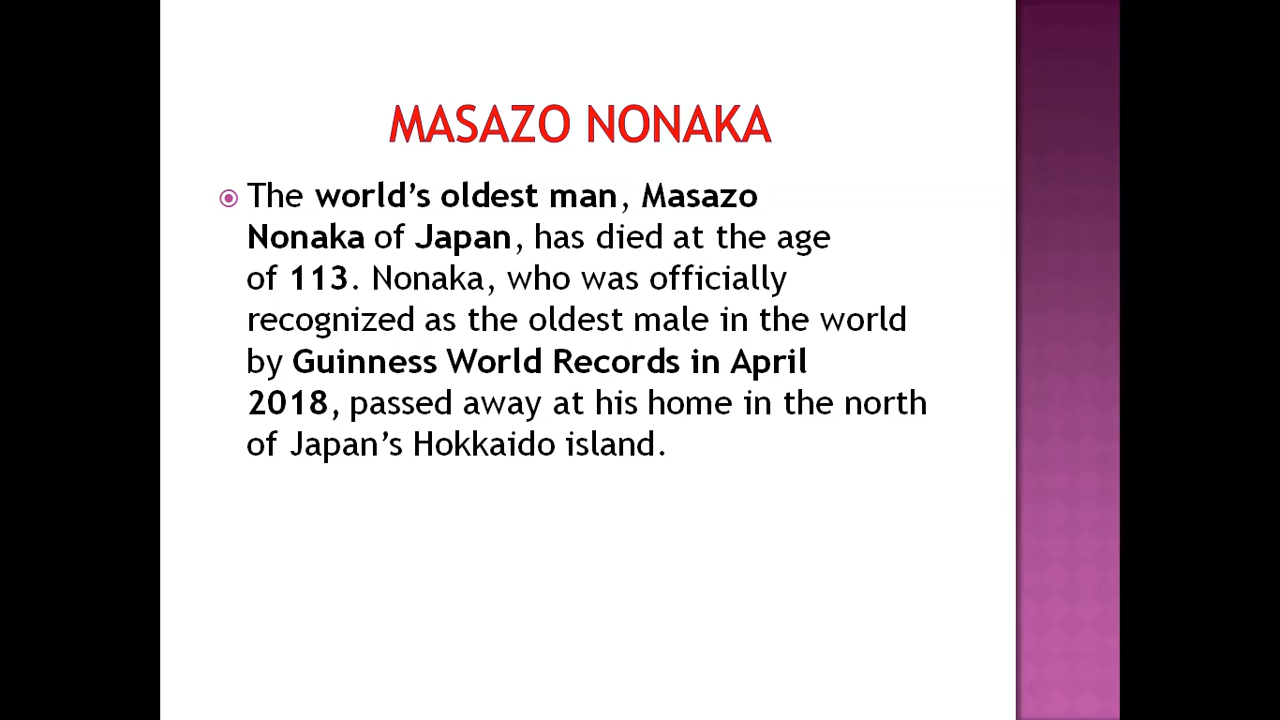 MASAZO NONAKA
The world’s oldest man, Masazo
Nonaka of Japan, has died at the age
of 113. Nonaka, who was officially
recognized as the oldest male in the world
by Guinness World Records in April
2018, passed away at his home in the north
of Japan’s Hokkaido island.